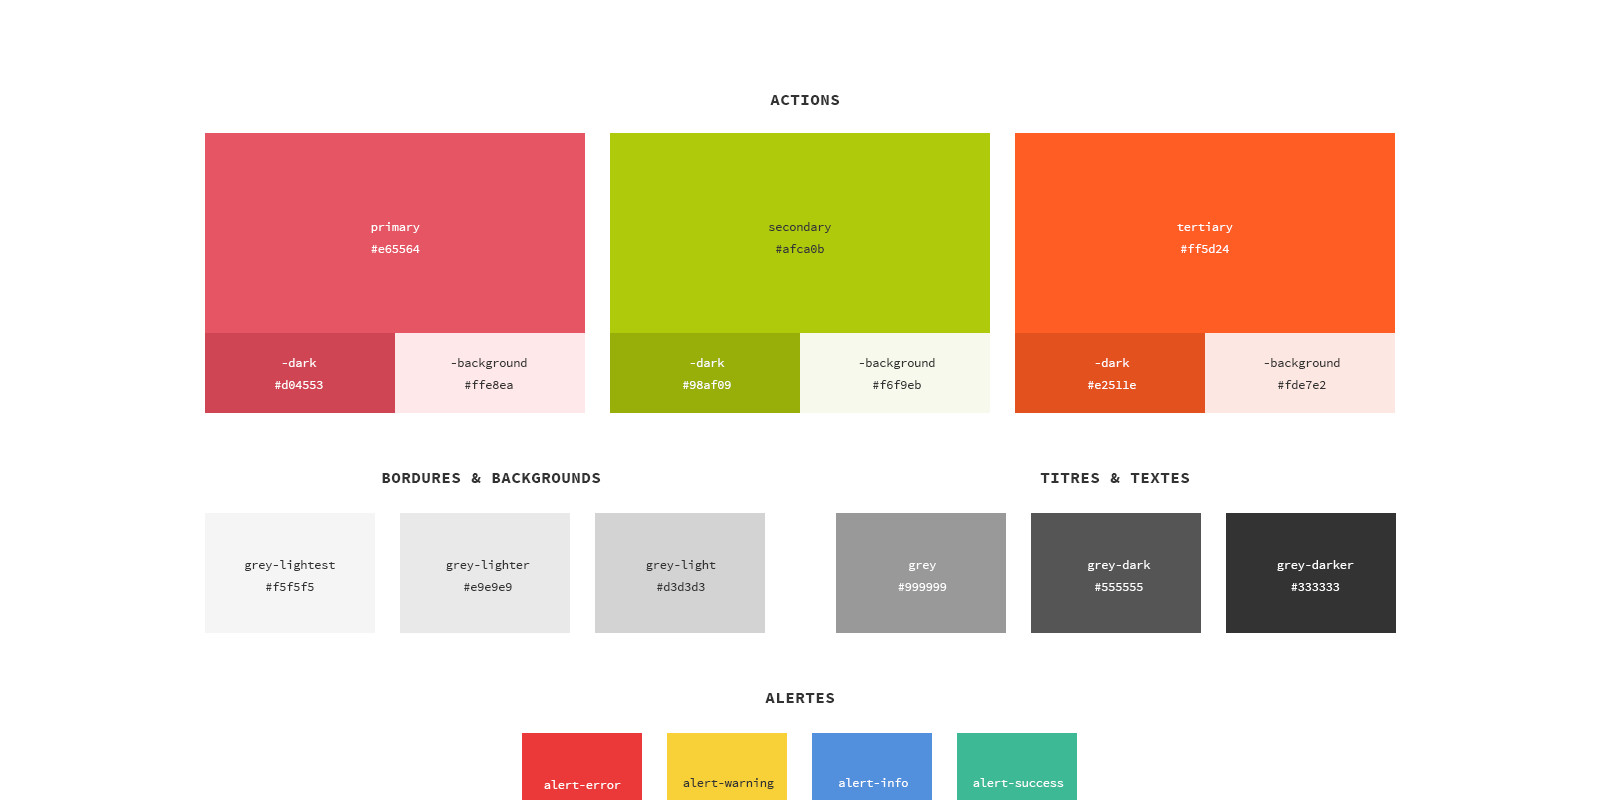 ACTIONS
primary
#e65564
secondary
#afca0b
tertiary
#ff5d24
-dark
#d04553
-background
#ffe8ea
-dark
#98af09
-background
#f6f9eb
-dark
#e2511e
-background
#fde7e2
BORDURES & BACKGROUNDS
TITRES & TEXTES
grey-lightest
#f5f5f5
grey-lighter
#e9e9e9
grey-light
#d3d3d3
grey
#999999
grey-dark
#555555
grey-darker
#333333
ALERTES
alert-error
alert-warning
alert-info
alert-success